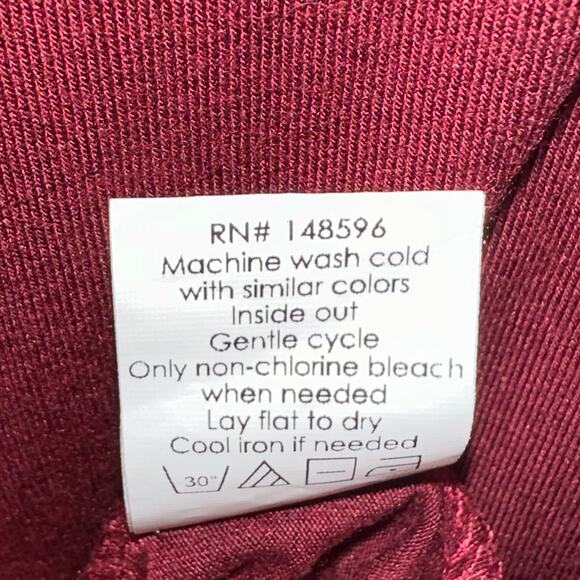 RN# 148596
Machine wash cold
with similar colors
Inside out
Gentle cycle
Only non-chlorine bleach
when needed
Lay flat to dry
Cool iron if needed
30°